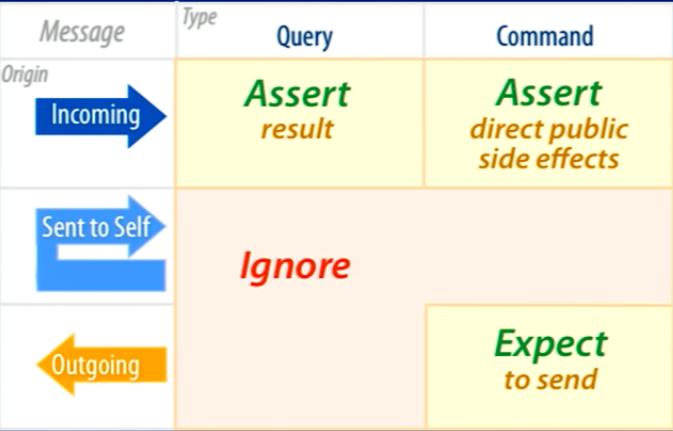 Message
Type
Query
Command
Origin
Incoming
Assert
result
Assert
direct public
side effects
Sent to Self
Ignore
Outgoing
Expect
to send